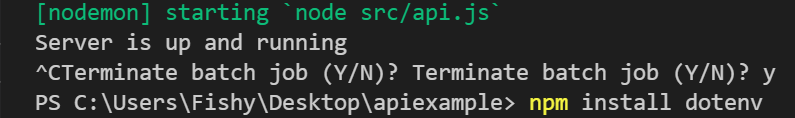 [nodemon] starting `node src/api.js`
Server is up and running
^CTerminate batch job (Y/N)? Terminate batch job (Y/N)? y
PS C:\Users\Fishy\Desktop\apiexample> npm install dotenv